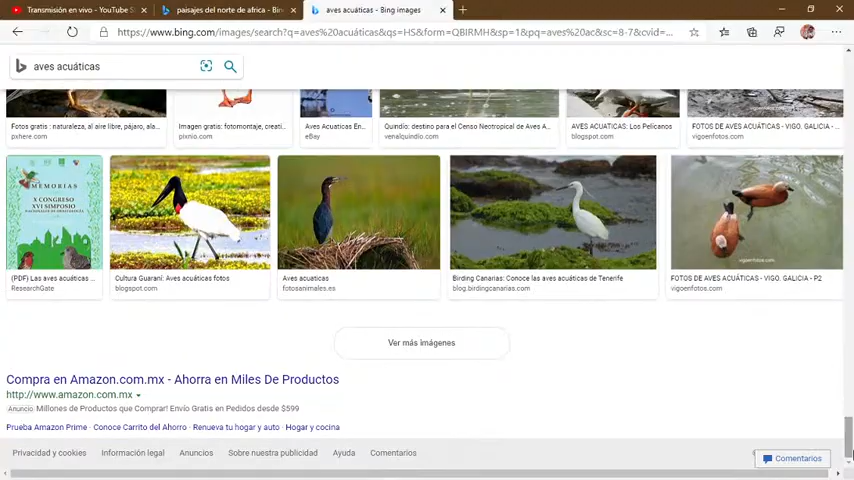 Transmisión en vivo - YouTube S
paisajes del norte de africa - Bin
aves acuáticas - Bing images
https://www.bing.com/images/search?q=aves%20acuáticas&qs=HS&form=QBIRMH&sp=1&pq=aves%20ac&sc=8-7&cvid=...
aves acuáticas
Fotos gratis : naturaleza, al aire libre, pájaro, ala...
pxhere.com
Imagen gratis: fotomontaje, creati...
pixnio.com
Aves Acuaticas En...
eBay
Quindío: destino para el Censo Neotropical de Aves A...
venalquindio.com
AVES ACUATICAS: Los Pelicanos
blogspot.com
vigoenfotos.com
FOTOS DE AVES ACUÁTICAS - VIGO. GALICIA - ...
vigoenfotos.com
MEMORIAS
X CONGRESO
XVI SIMPOSIO
(PDF) Las aves acuáticas ...
ResearchGate
Cultura Guaraní: Aves acuáticas fotos
blogspot.com
Aves acuaticas
fotosanimales.es
Birding Canarias: Conoce las aves acuáticas de Tenerife
blog.birdingcanarias.com
vigoenfotos.com
FOTOS DE AVES ACUÁTICAS - VIGO. GALICIA - P2
vigoenfotos.com
Ver más imágenes
Compra en Amazon.com.mx - Ahorra en Miles De Productos
http://www.amazon.com.mx
Anuncio Millones de Productos que Comprar! Envío Gratis en Pedidos desde $599
Prueba Amazon Prime · Conoce Carrito del Ahorro · Renueva tu hogar y auto · Hogar y cocina
Privacidad y cookies Información legal Anuncios Sobre nuestra publicidad Ayuda Comentarios
Comentarios